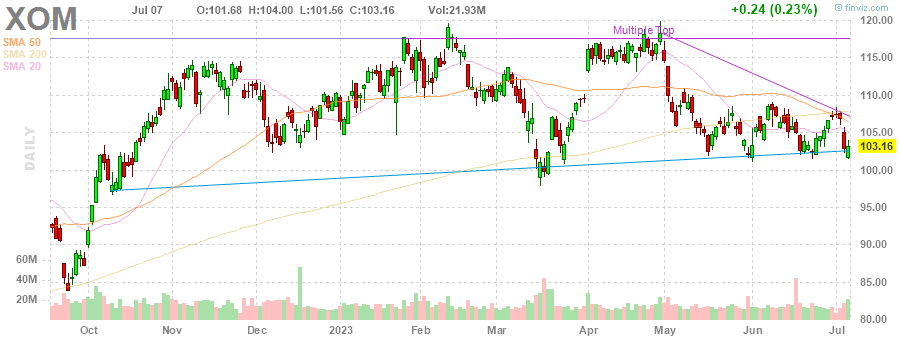 XOM Jul 07 O:101.68 H:104.00 L:101.56 C:103.16 Vol:21.93M +0.24 (0.23%)
© finviz.com
SMA 50
SMA 200
SMA 20
Multiple Top
DAILY
120.00
115.00
110.00
105.00
103.16
100.00
95.00
90.00
85.00
80.00
60M
40M
20M
Oct Nov Dec 2023 Feb Mar Apr May Jun Jul